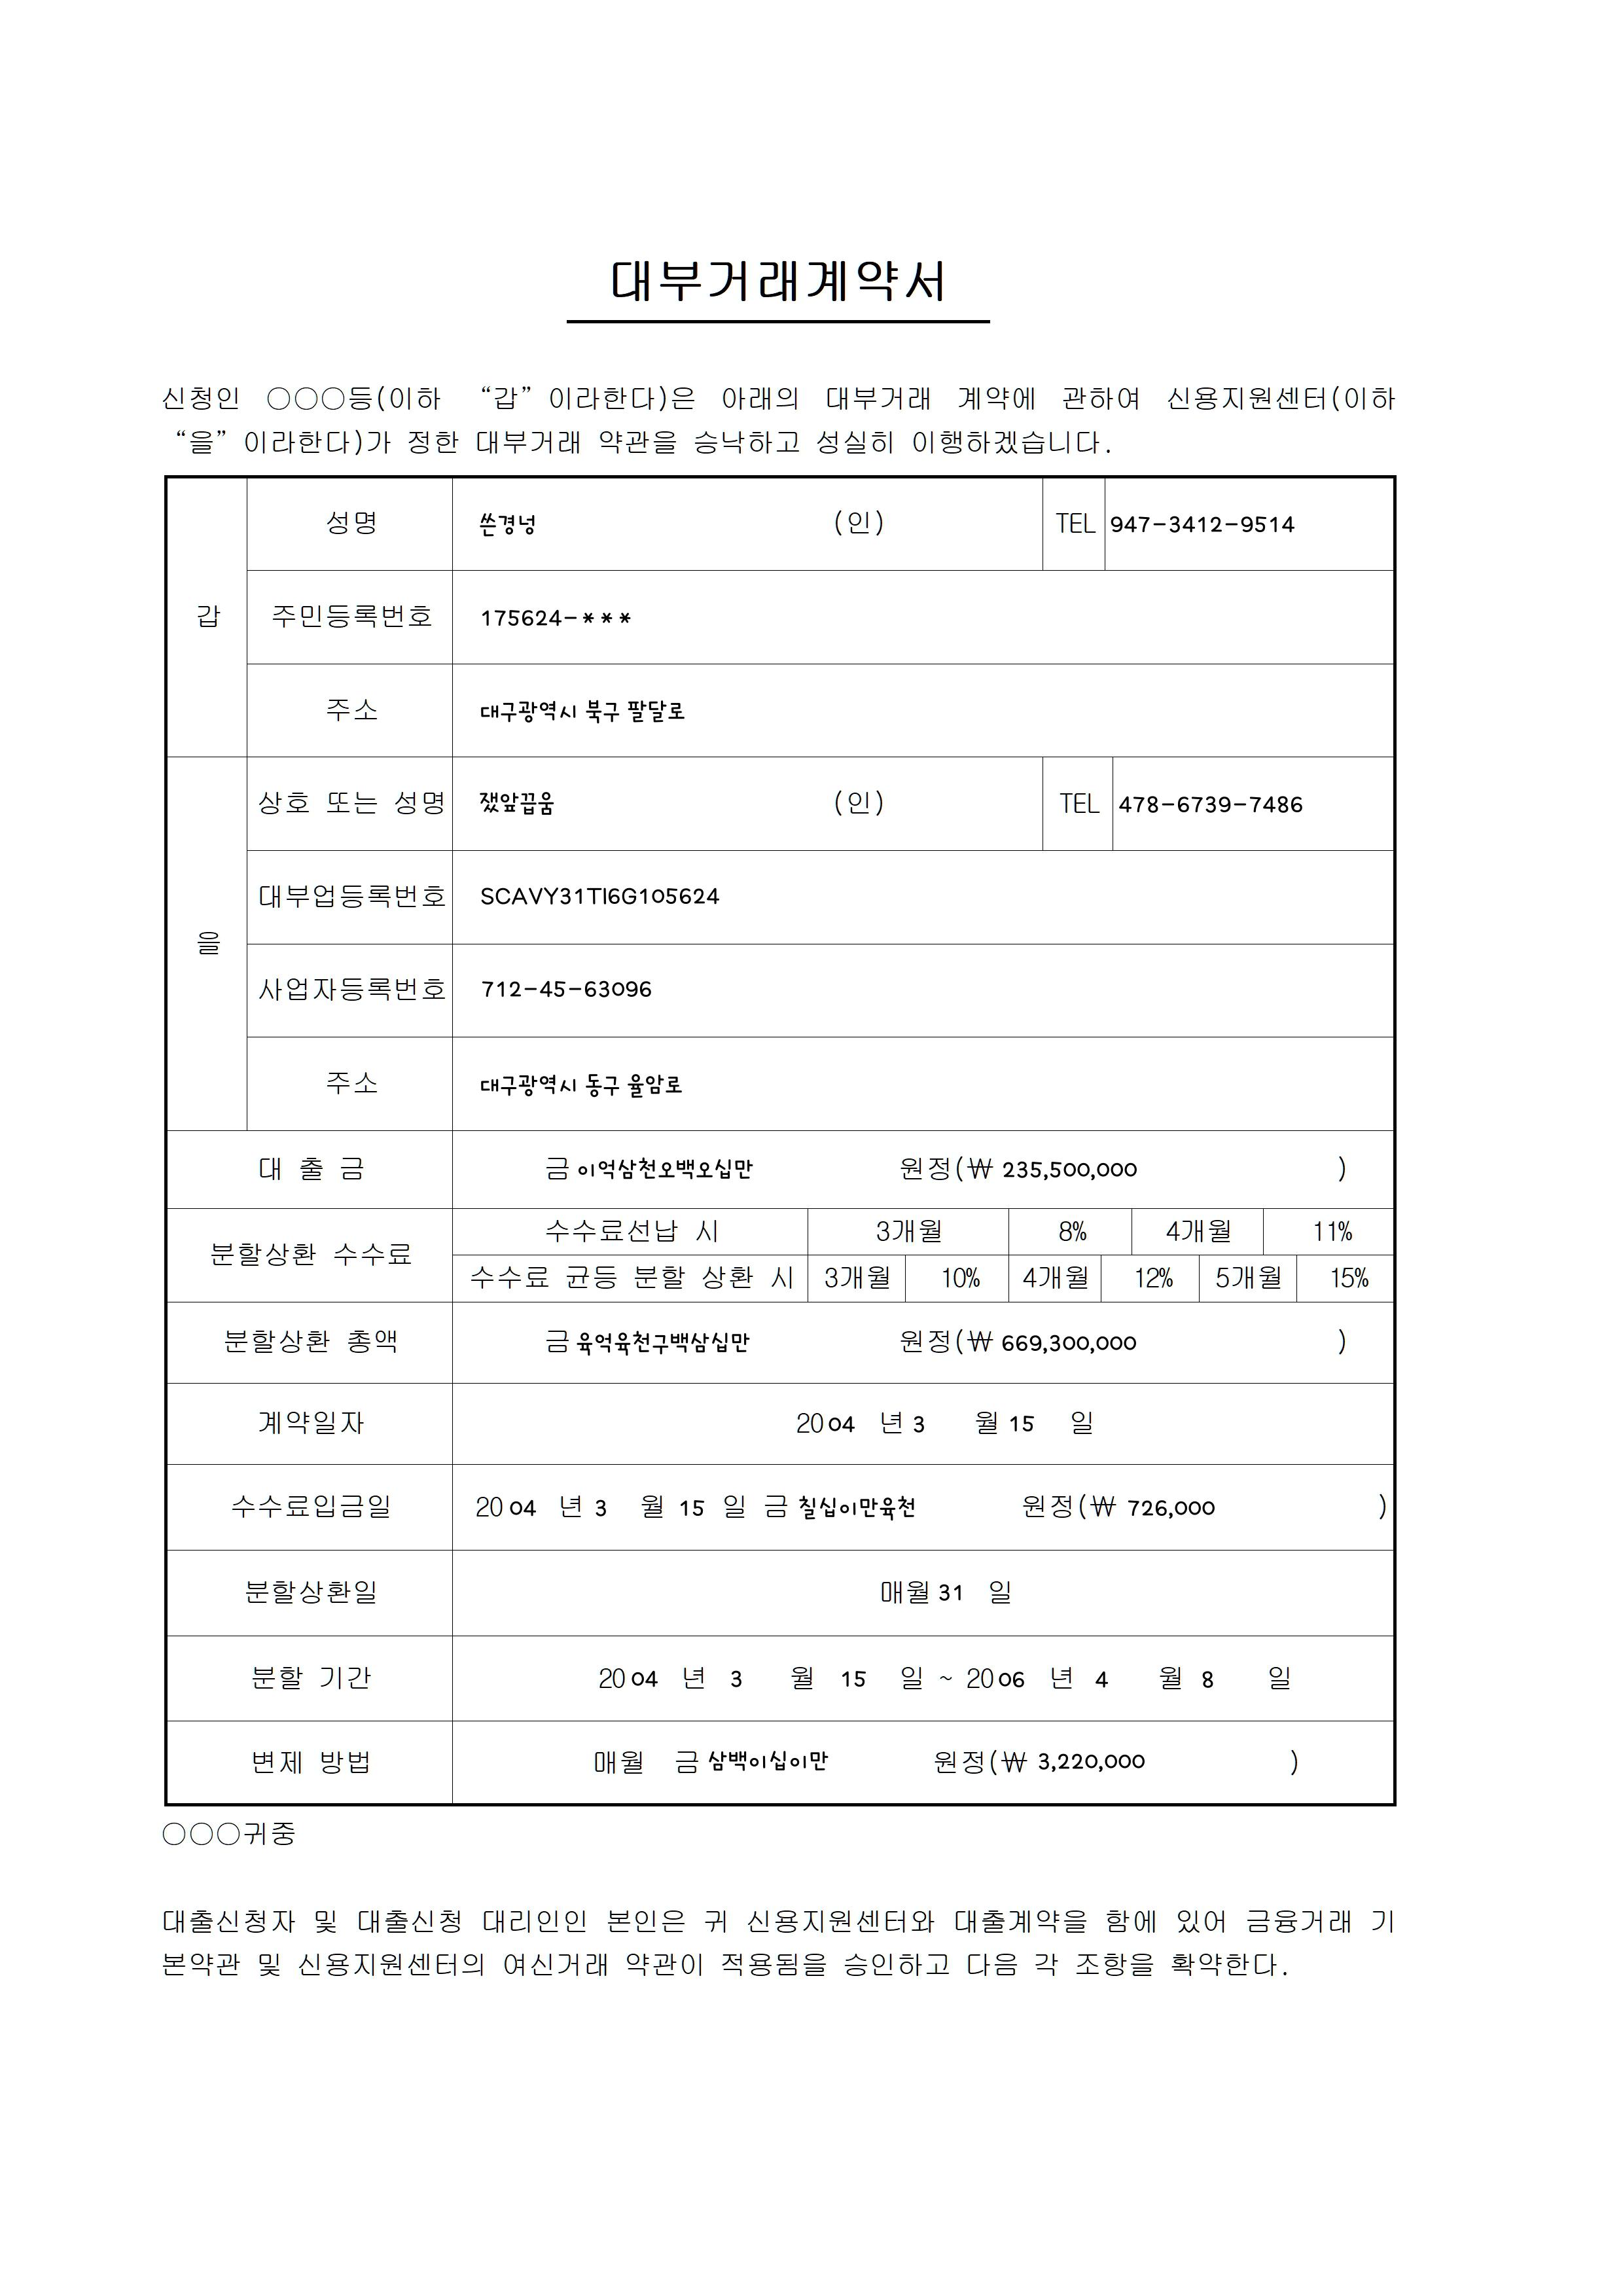 대부거래계약서
신청인 ○○○등(이하 “갑”이라한다)은 아래의 대부거래 계약에 관하여 신용지원센터(이하
“을”이라한다)가 정한 대부거래 약관을 승낙하고 성실히 이행하겠습니다.
갑
성명 쓴경넝 (인) TEL 947-3412-9514
주민등록번호 175624-***
주소 대구광역시 북구 팔달로
을
상호 또는 성명 쟀앞끕움 (인) TEL 478-6739-7486
대부업등록번호 SCAVY31TI6G105624
사업자등록번호 712-45-63096
주소 대구광역시 동구 율암로
대 출 금 금 이억삼천오백오십만 원정(₩ 235,500,000 )
분할상환 수수료
수수료선납 시 3개월 8% 4개월 11%
수수료 균등 분할 상환 시 3개월 10% 4개월 12% 5개월 15%
분할상환 총액 금 육억육천구백삼십만 원정(₩ 669,300,000 )
계약일자 2004 년 3 월 15 일
수수료입금일 2004 년 3 월 15 일 금 칠십이만육천 원정(₩ 726,000 )
분할상환일 매월 31 일
분할 기간 2004 년 3 월 15 일 ~ 2006 년 4 월 8 일
변제 방법 매월 금 삼백이십이만 원정(₩ 3,220,000 )
○○○귀중
대출신청자 및 대출신청 대리인인 본인은 귀 신용지원센터와 대출계약을 함에 있어 금융거래 기
본약관 및 신용지원센터의 여신거래 약관이 적용됨을 승인하고 다음 각 조항을 확약한다.